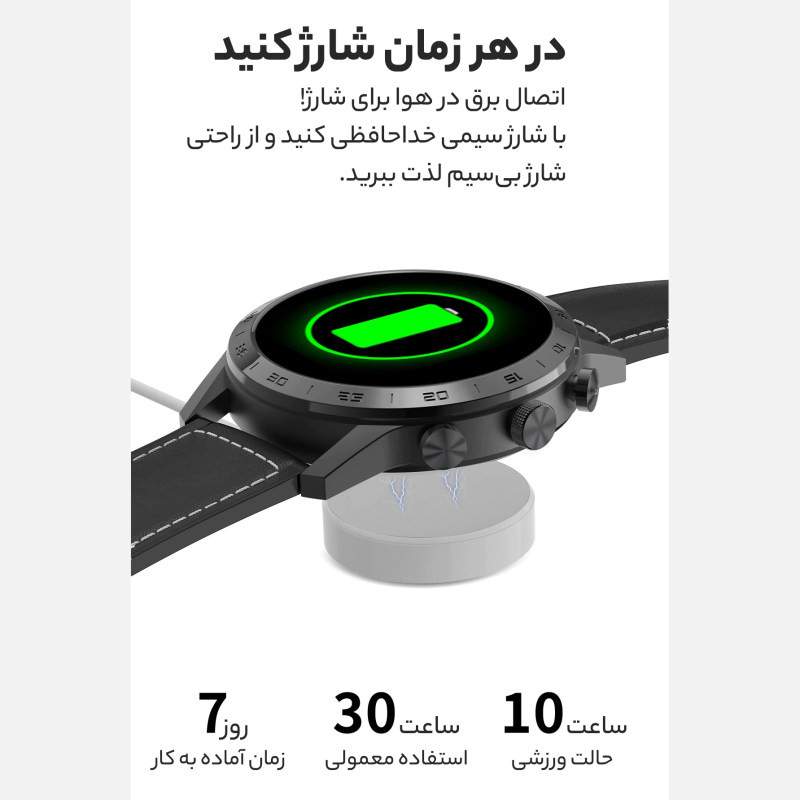 در هر زمان شارژ کنید
اتصال برق در هوا برای شارژ!
با شارژ سیمی خداحافظی کنید و از راحتی
شارژ بی‌سیم لذت ببرید.
10
15
20
25
30
10 ساعت
30 ساعت
7 روز
حالت ورزشی
استفاده معمولی
زمان آماده به کار